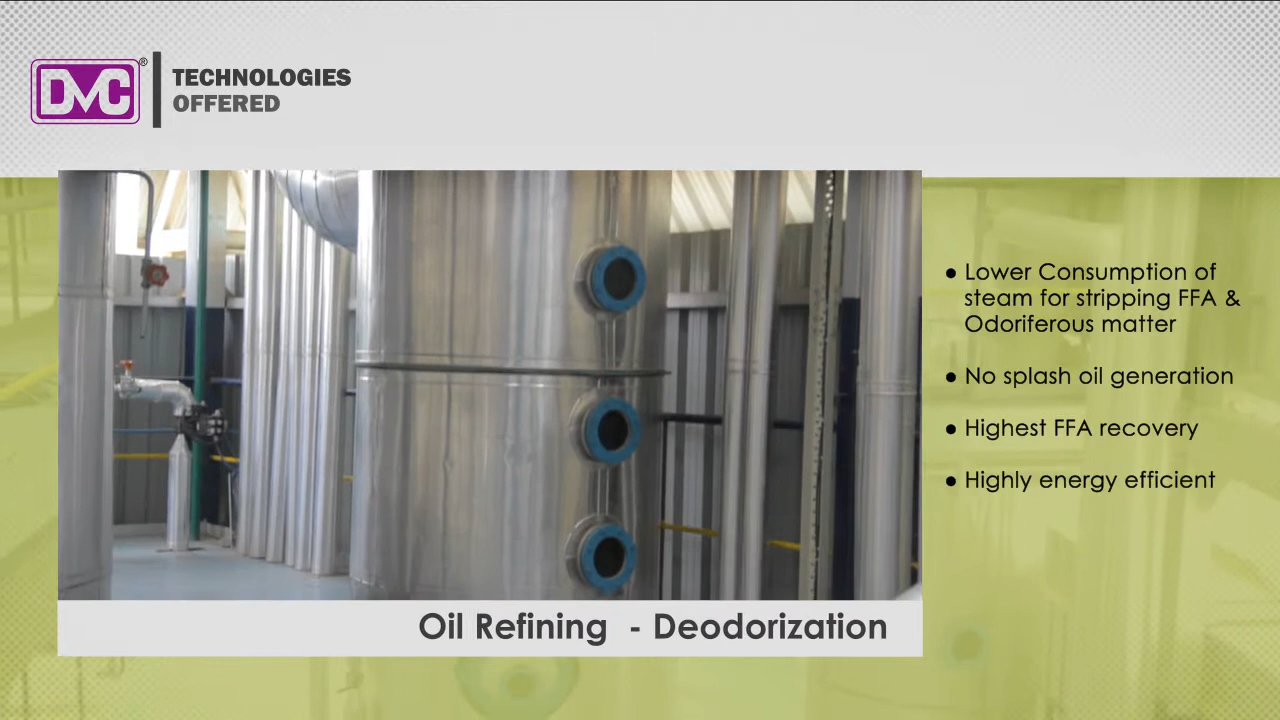 DVC®
TECHNOLOGIES
OFFERED
● Lower Consumption of
steam for stripping FFA &
Odoriferous matter
● No splash oil generation
● Highest FFA recovery
● Highly energy efficient
Oil Refining - Deodorization